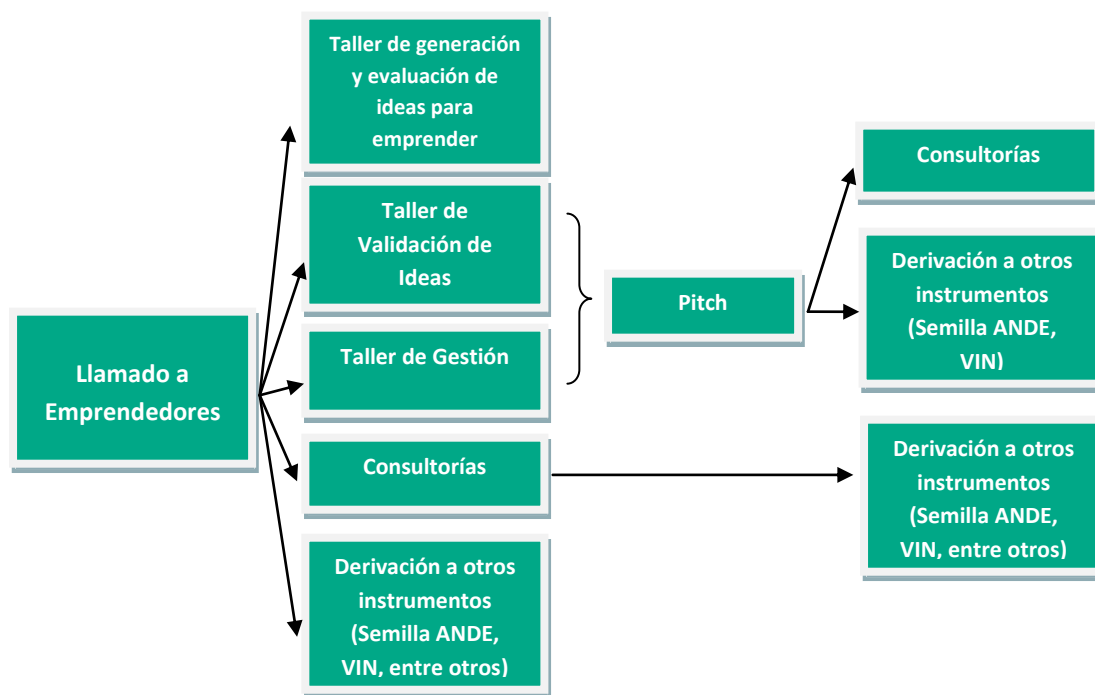 Llamado a
Emprendedores
Taller de generación
y evaluación de
ideas para
emprender
Taller de
Validación de
Ideas
Taller de Gestión
Consultorías
Derivación a otros
instrumentos
(Semilla ANDE,
VIN, entre otros)
Pitch
Consultorías
Derivación a otros
instrumentos
(Semilla ANDE,
VIN)
Derivación a otros
instrumentos
(Semilla ANDE,
VIN, entre otros)